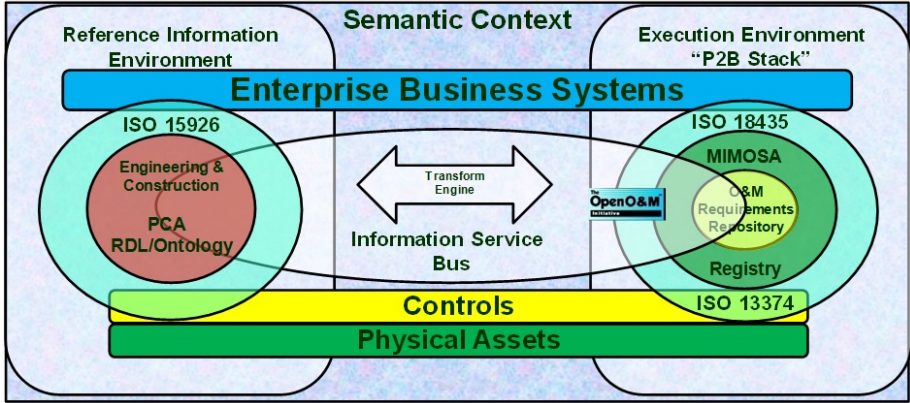 Semantic Context
Reference Information
Environment
Execution Environment
“P2B Stack”
Enterprise Business Systems
ISO 15926
Engineering &
Construction
PCA
RDL/Ontology
Transform
Engine
Information Service
Bus
ISO 18435
MIMOSA
The
OpenO&M™
Initiative
O&M
Requirements
Repository
Registry
Controls
ISO 13374
Physical Assets